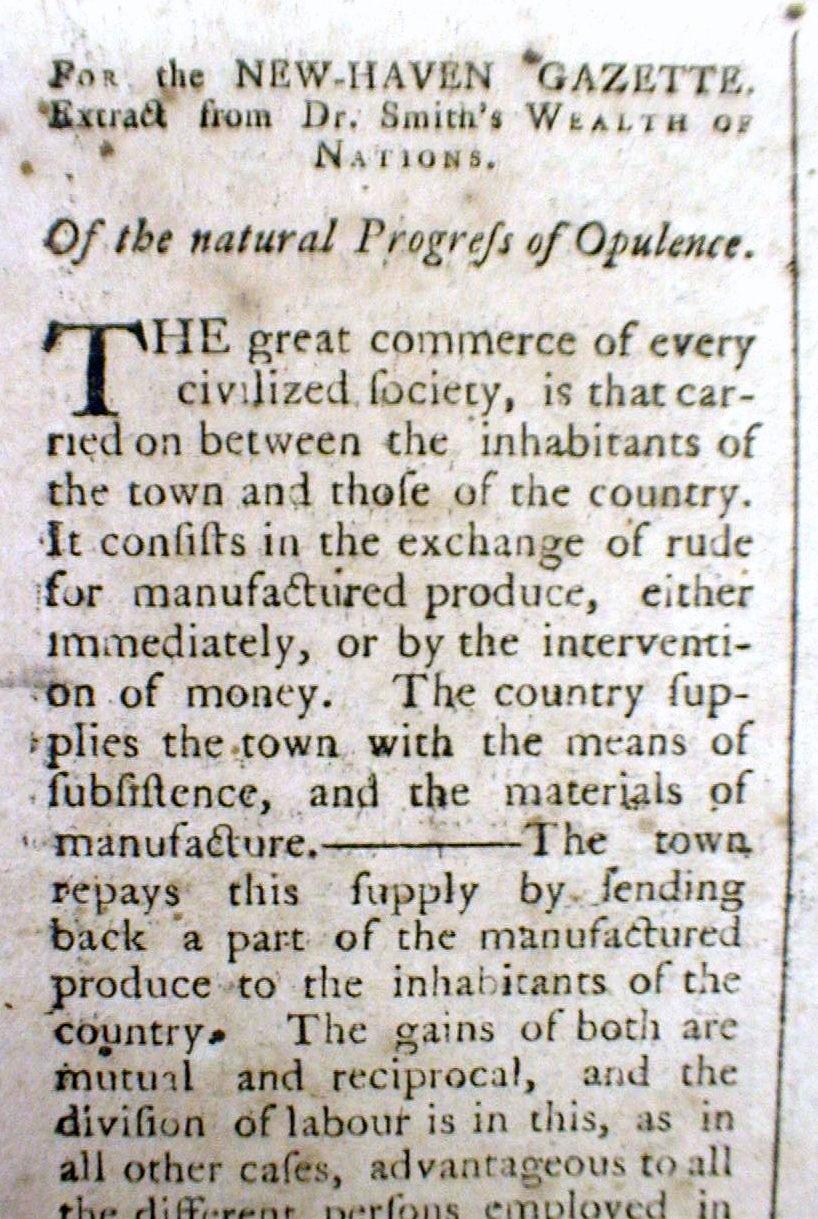 FOR the NEW-HAVEN GAZETTE.
Extract from Dr. Smith's WEALTH OF
NATIONS.
Of the natural Progreſs of Opulence.
THE great commerce of every
civilized ſociety, is that car-
ried on between the inhabitants of
the town and thoſe of the country.
It conſiſts in the exchange of rude
for manufactured produce, either
immediately, or by the interventi-
on of money. The country ſup-
plies the town with the means of
ſubſiſtence, and the materials of
manufacture.————The town
repays this ſupply by ſending
back a part of the manufactured
produce to the inhabitants of the
country. The gains of both are
mutual and reciprocal, and the
diviſion of labour is in this, as in
all other caſes, advantageous to all
the different perſons employed in